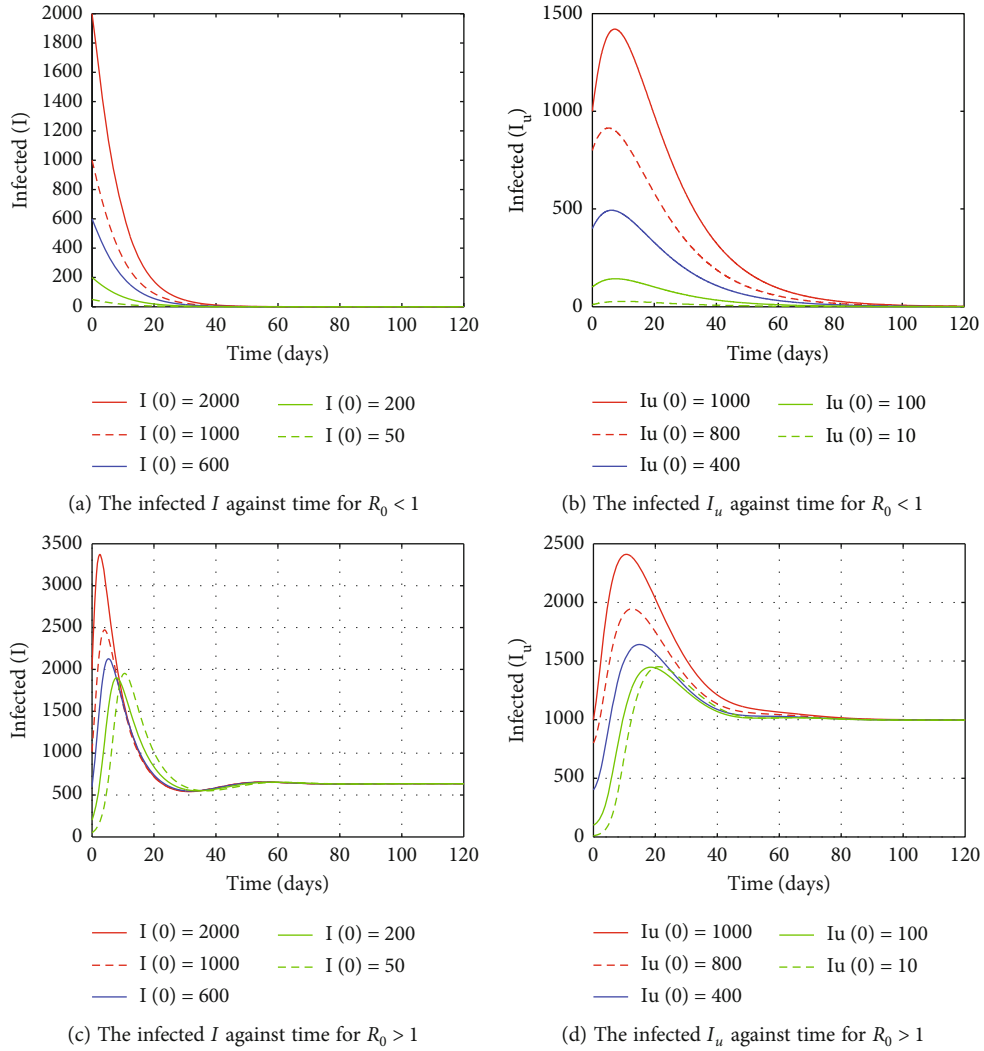 2000
1800
1600
1400
1200
1000
800
600
400
200
0
Infected (I)
0 20 40 60 80 100 120
Time (days)
I (0) = 2000
I (0) = 1000
I (0) = 600
I (0) = 200
I (0) = 50
(a) The infected I against time for R0 < 1
1500
1000
500
0
Infected (Iu)
0 20 40 60 80 100 120
Time (days)
Iu (0) = 1000
Iu (0) = 800
Iu (0) = 400
Iu (0) = 100
Iu (0) = 10
(b) The infected Iu against time for R0 < 1
3500
3000
2500
2000
1500
1000
500
0
Infected (I)
0 20 40 60 80 100 120
Time (days)
I (0) = 2000
I (0) = 1000
I (0) = 600
I (0) = 200
I (0) = 50
(c) The infected I against time for R0 > 1
2500
2000
1500
1000
500
0
Infected (Iu)
0 20 40 60 80 100 120
Time (days)
Iu (0) = 1000
Iu (0) = 800
Iu (0) = 400
Iu (0) = 100
Iu (0) = 10
(d) The infected Iu against time for R0 > 1